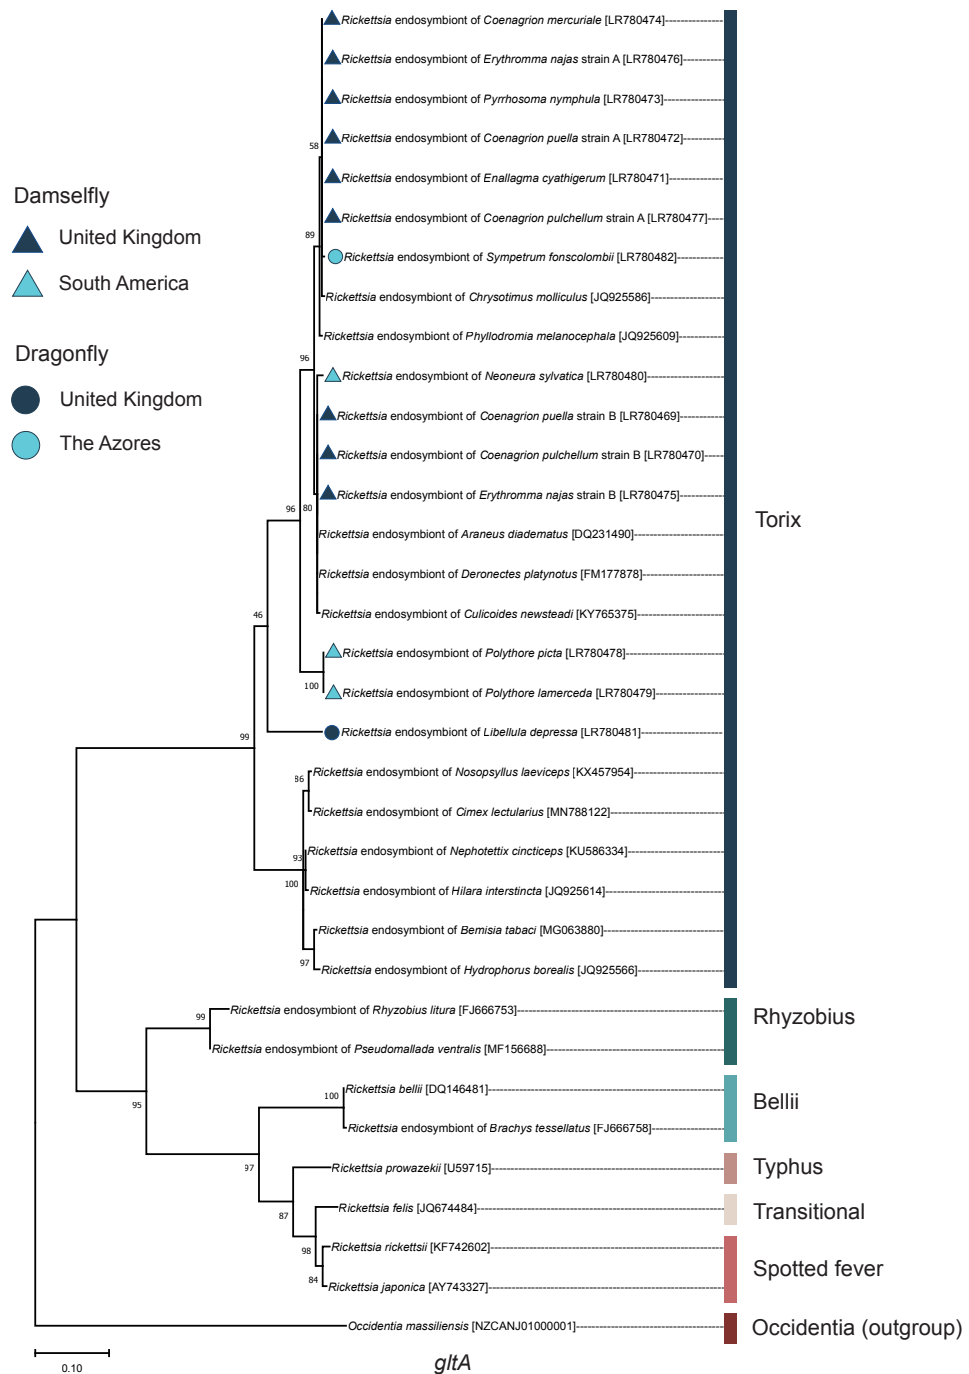 Damselfly
United Kingdom
South America
Dragonfly
United Kingdom
The Azores
Rickettsia endosymbiont of Coenagrion mercuriale [LR780474]
Rickettsia endosymbiont of Erythromma najas strain A [LR780476]
Rickettsia endosymbiont of Pyrrhosoma nymphula [LR780473]
Rickettsia endosymbiont of Coenagrion puella strain A [LR780472]
58
Rickettsia endosymbiont of Enallagma cyathigerum [LR780471]
Rickettsia endosymbiont of Coenagrion pulchellum strain A [LR780477]
89
Rickettsia endosymbiont of Sympetrum fonscolombii [LR780482]
Rickettsia endosymbiont of Chrysotimus molliculus [JQ925586]
Rickettsia endosymbiont of Phyllodromia melanocephala [JQ925609]
96
Rickettsia endosymbiont of Neoneura sylvatica [LR780480]
Rickettsia endosymbiont of Coenagrion puella strain B [LR780469]
Rickettsia endosymbiont of Coenagrion pulchellum strain B [LR780470]
Rickettsia endosymbiont of Erythromma najas strain B [LR780475]
96 80
Torix
Rickettsia endosymbiont of Araneus diadematus [DQ231490]
Rickettsia endosymbiont of Deronectes platynotus [FM177878]
46
Rickettsia endosymbiont of Culicoides newsteadi [KY765375]
Rickettsia endosymbiont of Polythore picta [LR780478]
100
Rickettsia endosymbiont of Polythore lamerceda [LR780479]
99
Rickettsia endosymbiont of Libellula depressa [LR780481]
86
Rickettsia endosymbiont of Nosopsyllus laeviceps [KX457954]
Rickettsia endosymbiont of Cimex lectularius [MN788122]
93
Rickettsia endosymbiont of Nephotettix cincticeps [KU586334]
100
Rickettsia endosymbiont of Hilara interstincta [JQ925614]
Rickettsia endosymbiont of Bemisia tabaci [MG063880]
97
Rickettsia endosymbiont of Hydrophorus borealis [JQ925566]
99
Rickettsia endosymbiont of Rhyzobius litura [FJ666753]
Rhyzobius
Rickettsia endosymbiont of Pseudomallada ventralis [MF156688]
95
100
Rickettsia bellii [DQ146481]
Bellii
Rickettsia endosymbiont of Brachys tessellatus [FJ666758]
97
Rickettsia prowazekii [U59715]
Typhus
87
Rickettsia felis [JQ674484]
Transitional
98
Rickettsia rickettsii [KF742602]
Spotted fever
84
Rickettsia japonica [AY743327]
Occidentia massiliensis [NZCANJ01000001]
Occidentia (outgroup)
0.10
gltA